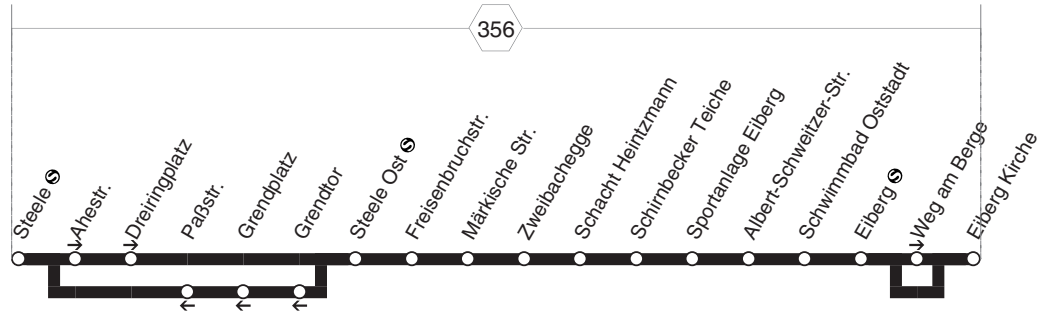 356
Steele S
Ahestr.
Dreiringplatz
Paßstr.
Grendplatz
Grendtor
Steele Ost S
Freisenbruchstr.
Märkische Str.
Zweibachegge
Schacht Heintzmann
Schirnbecker Teiche
Sportanlage Eiberg
Albert-Schweitzer-Str.
Schwimmbad Oststadt
Eiberg S
Weg am Berge
Eiberg Kirche